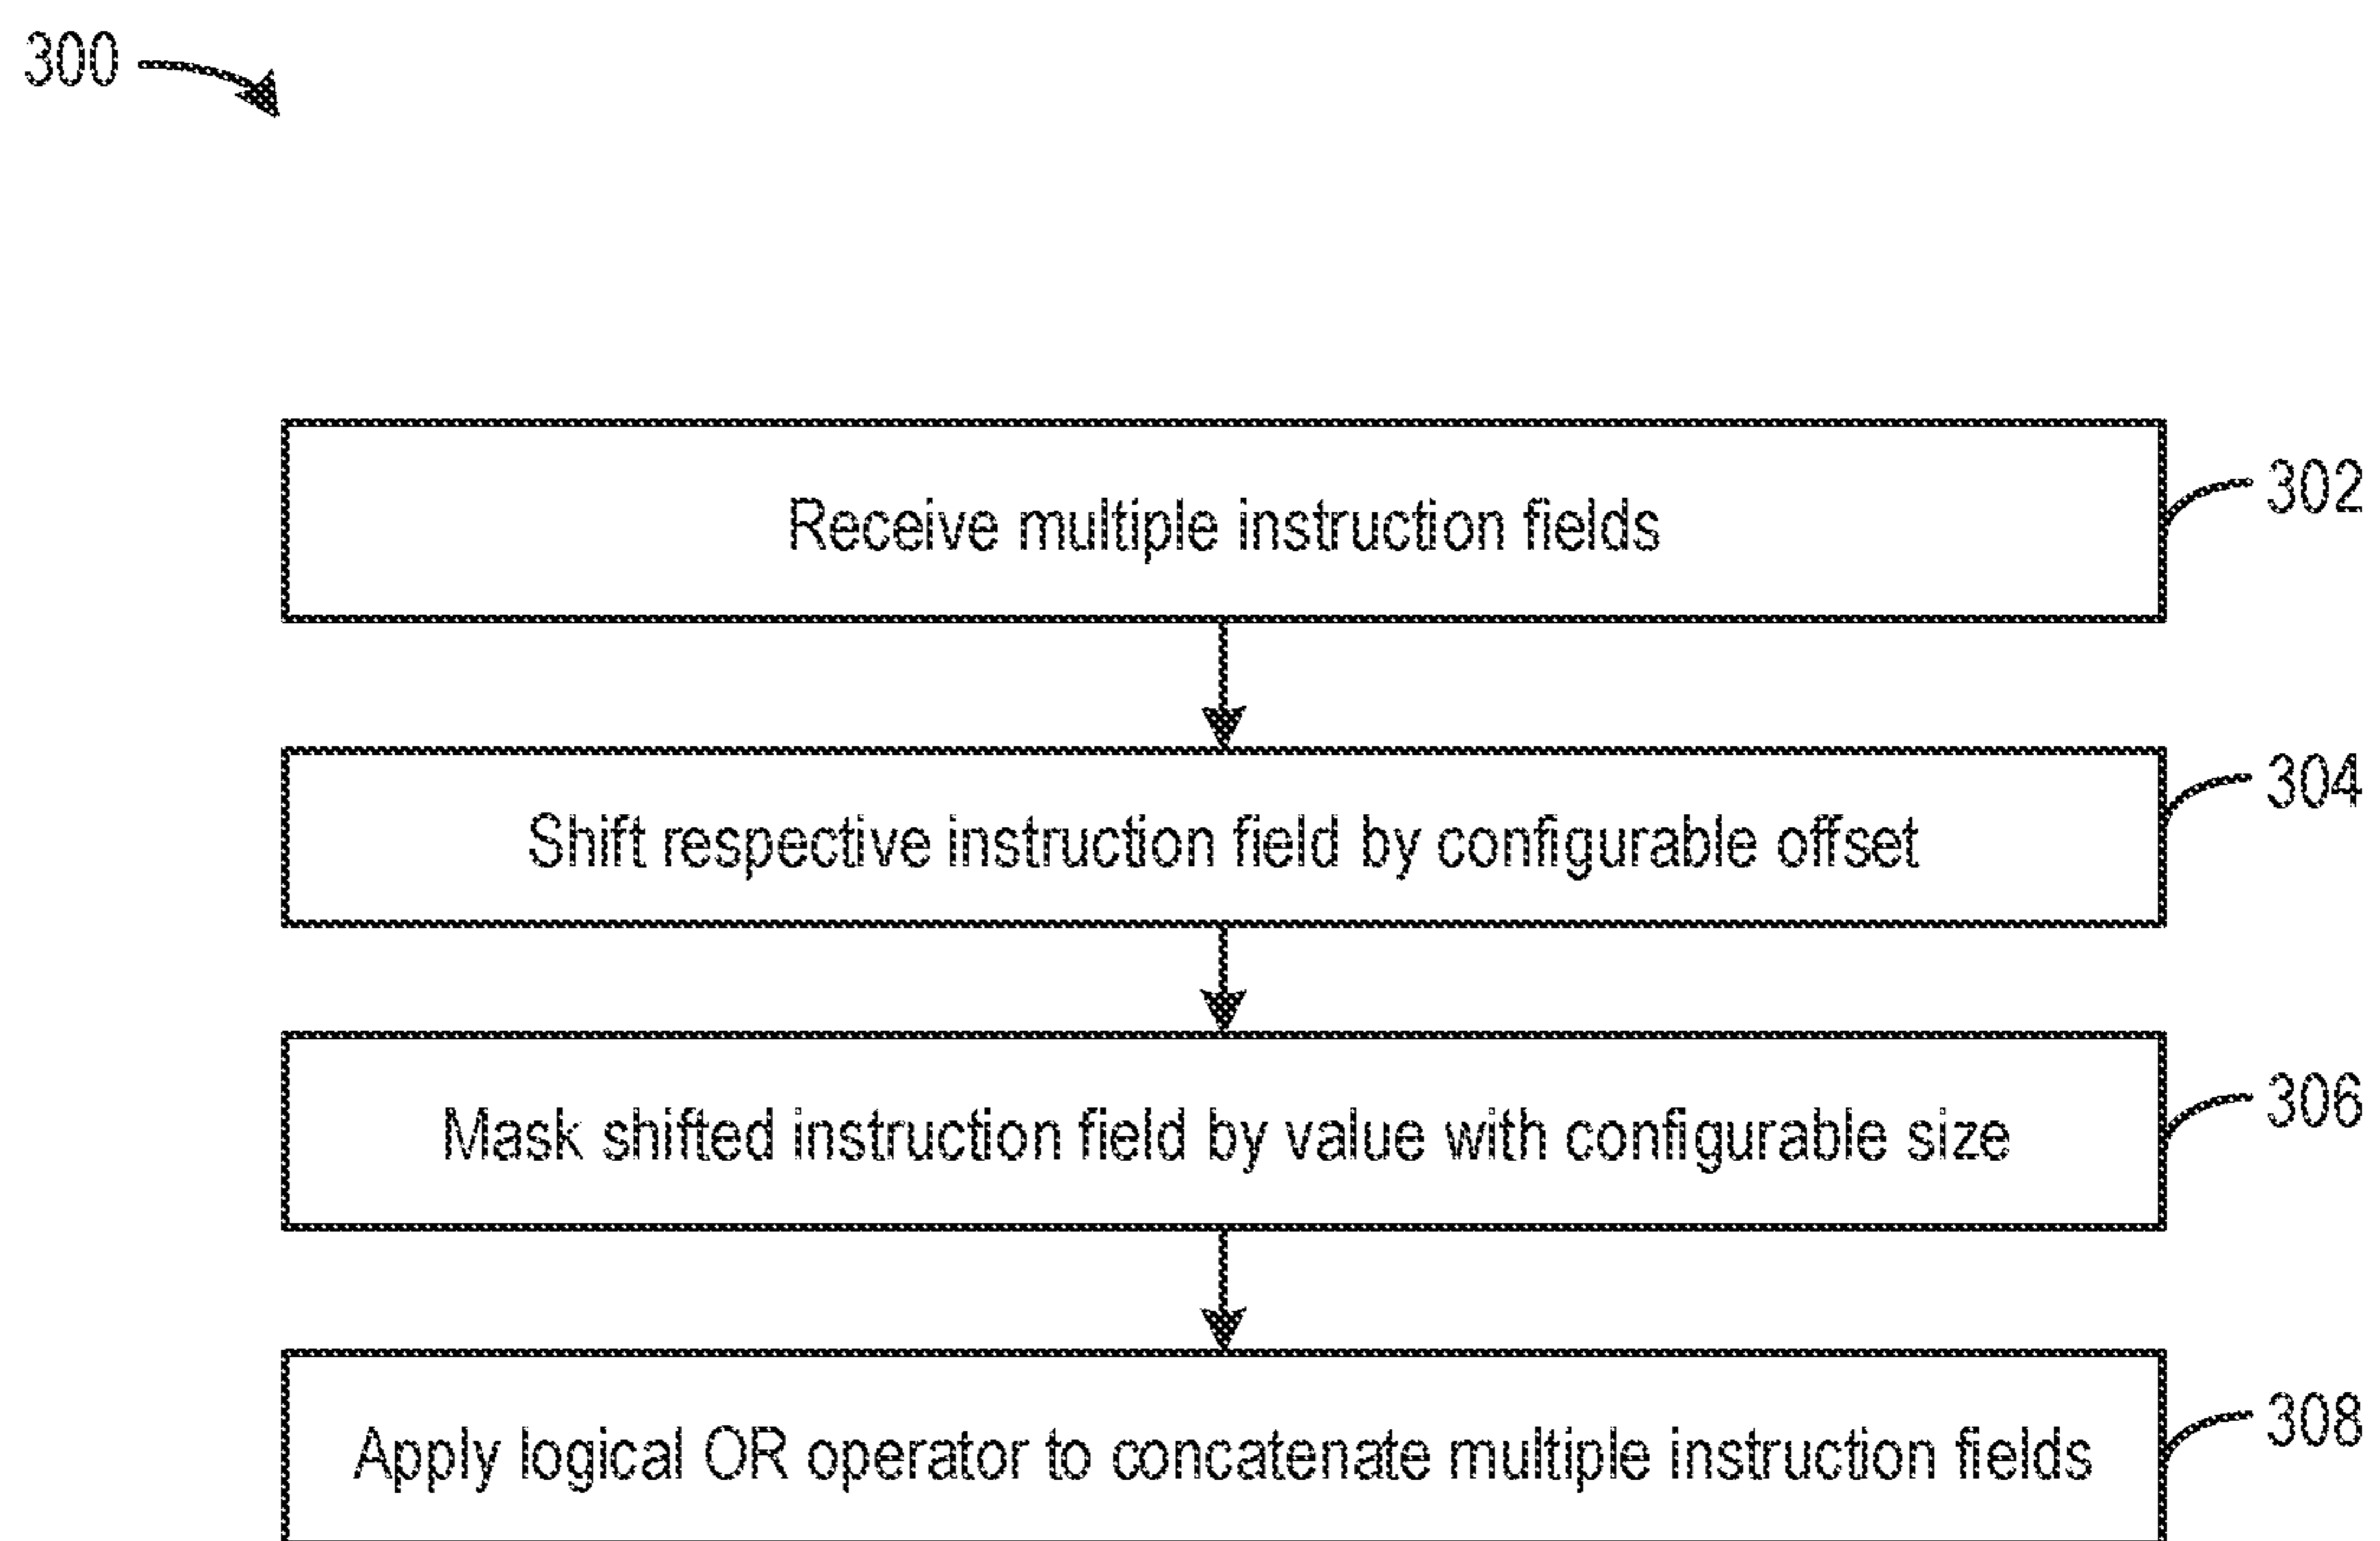 300
Receive multiple instruction fields
302
Shift respective instruction field by configurable offset
304
Mask shifted instruction field by value with configurable size
306
Apply logical OR operator to concatenate multiple instruction fields
308